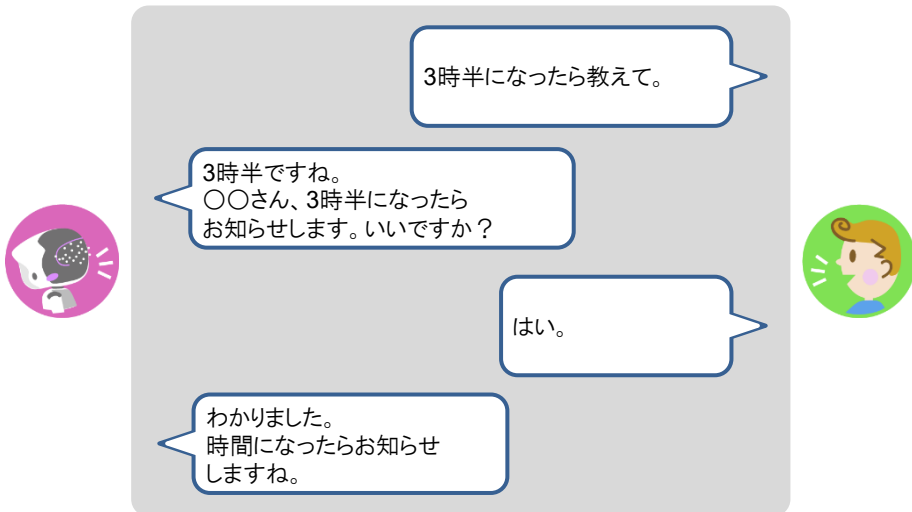 3時半になったら教えて。
3時半ですね。
〇〇さん、3時半になったら
お知らせします。いいですか？
はい。
わかりました。
時間になったらお知らせ
しますね。